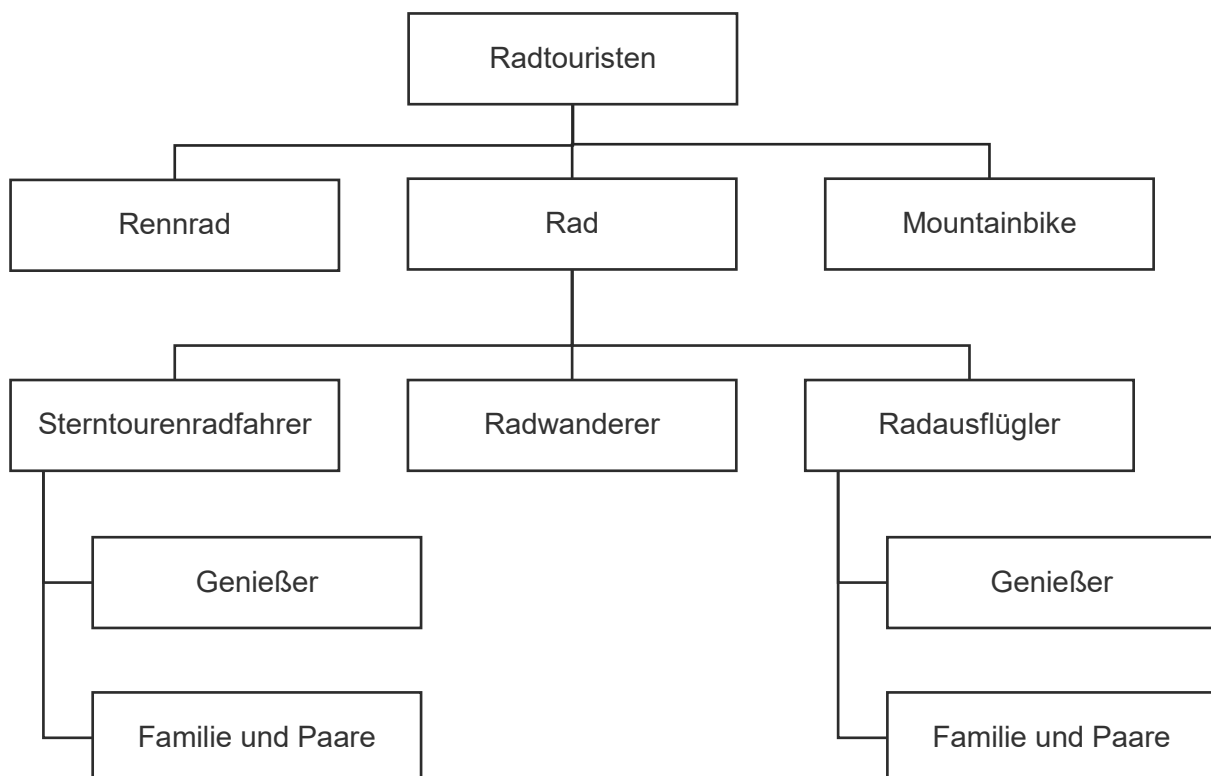 Radtouristen
Rennrad
Rad
Mountainbike
Sterntourenradfahrer
Radwanderer
Radausflügler
Genießer
Genießer
Familie und Paare
Familie und Paare